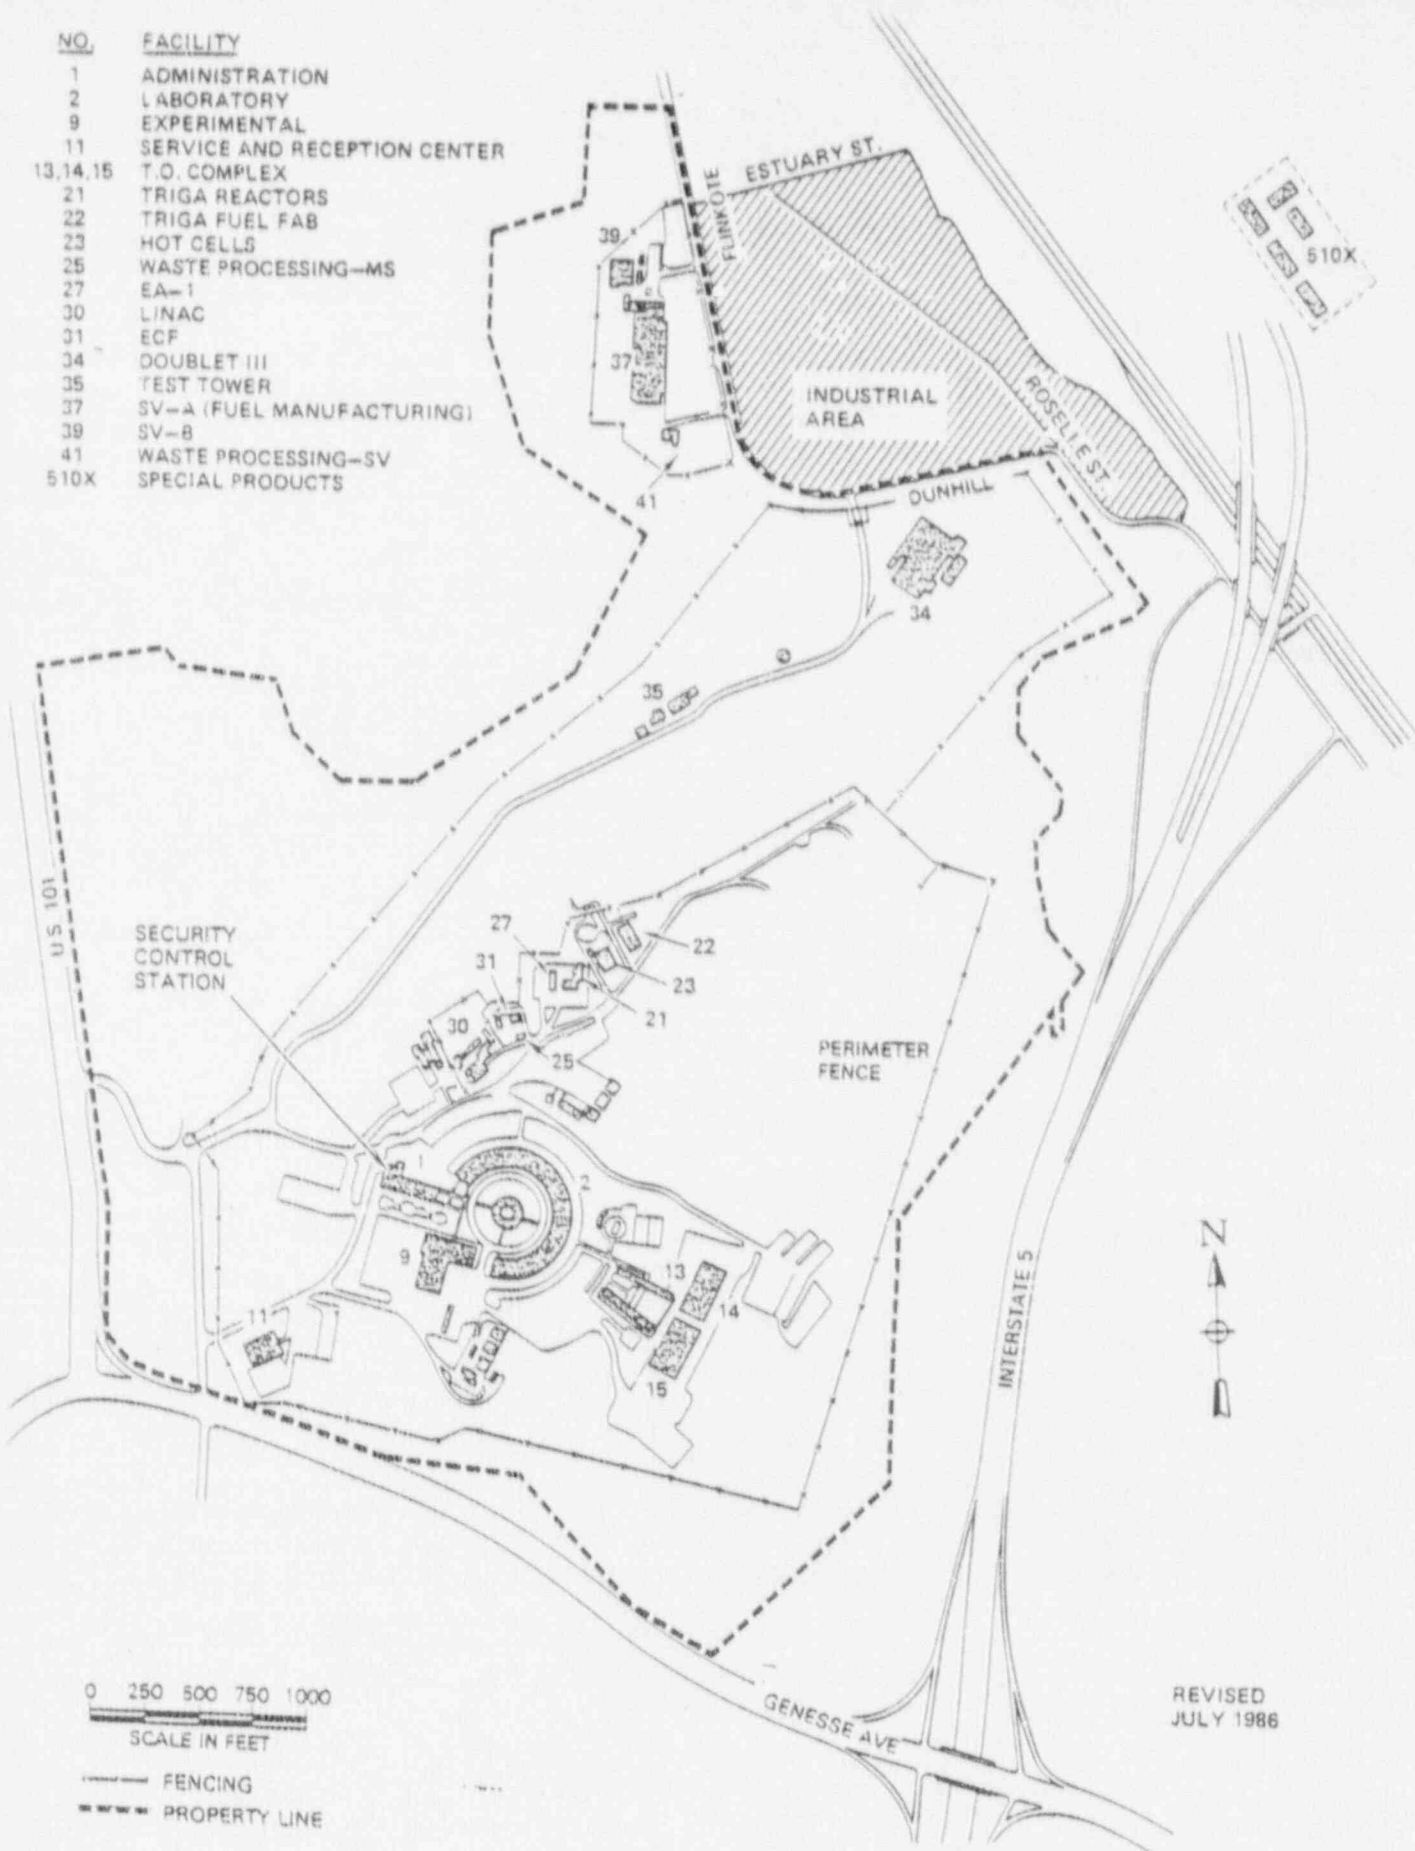 NO. FACILITY
1 ADMINISTRATION
2 LABORATORY
9 EXPERIMENTAL
11 SERVICE AND RECEPTION CENTER
13,14,15 T.O. COMPLEX
21 TRIGA REACTORS
22 TRIGA FUEL FAB
23 HOT CELLS
25 WASTE PROCESSING—MS
27 EA—1
30 LINAC
31 ECF
34 DOUBLET III
35 TEST TOWER
37 SV—A (FUEL MANUFACTURING)
39 SV—B
41 WASTE PROCESSING—SV
510X SPECIAL PRODUCTS
ESTUARY ST.
FLINKOTE
39
510X
37
INDUSTRIAL
AREA
ROSELLE ST.
41
DUNHILL
34
35
U.S. 101
SECURITY
CONTROL
STATION
27
22
31
23
21
30
25
PERIMETER
FENCE
1
2
9
13
14
11
15
N
INTERSTATE 5
0 250 500 750 1000
SCALE IN FEET
FENCING
PROPERTY LINE
GENESSE AVE
REVISED
JULY 1986